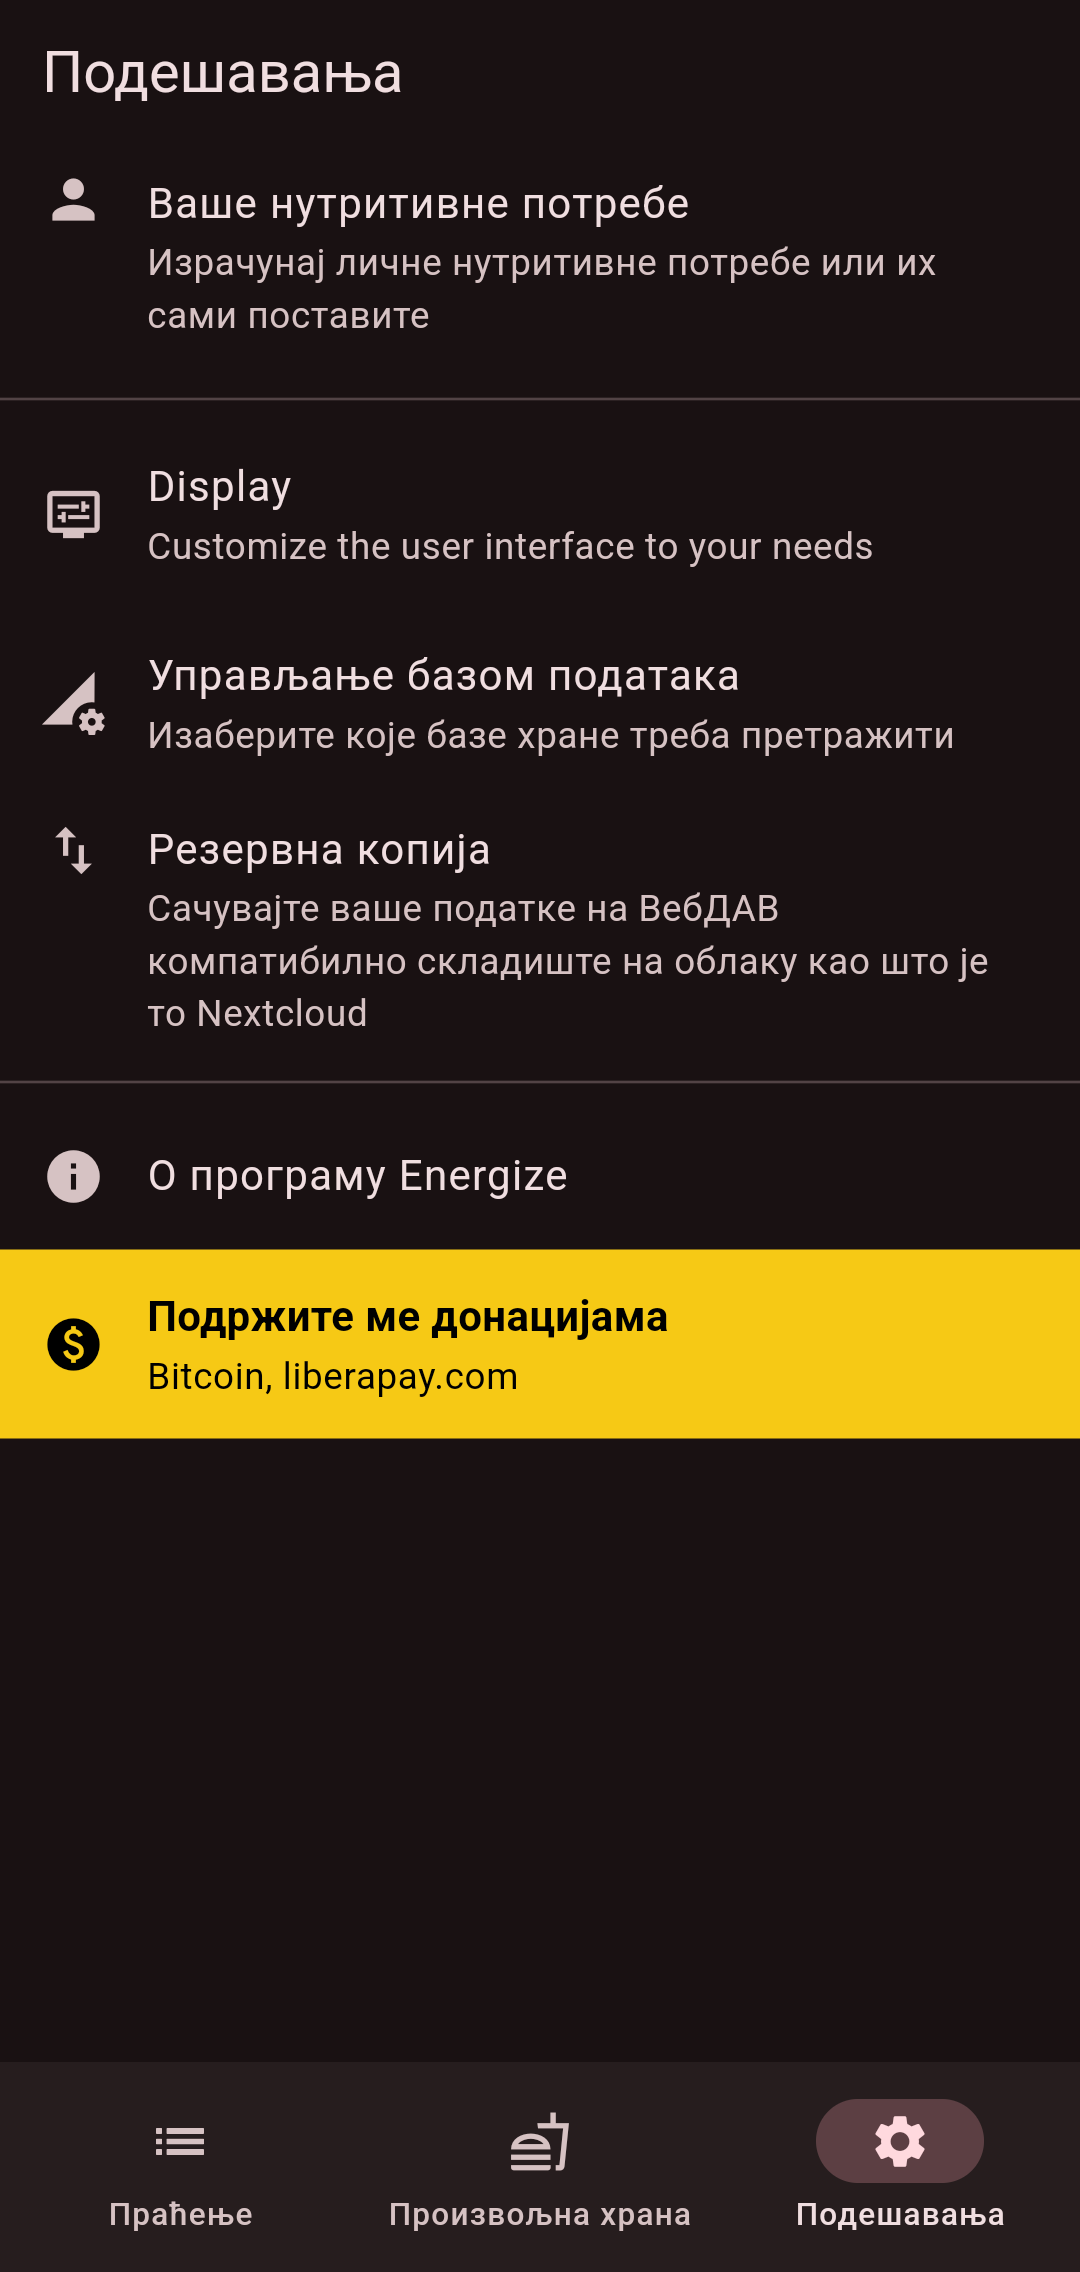 Подешавања
Ваше нутритивне потребе
Израчунај личне нутритивне потребе или их
сами поставите
Display
Customize the user interface to your needs
Управљање базом података
Изаберите које базе хране треба претражити
Резервна копија
Сачувајте ваше податке на ВебДАВ
компатибилно складиште на облаку као што је
то Nextcloud
О програму Energize
Подржите ме донацијама
Bitcoin, liberapay.com
Праћење
Произвољна храна
Подешавања